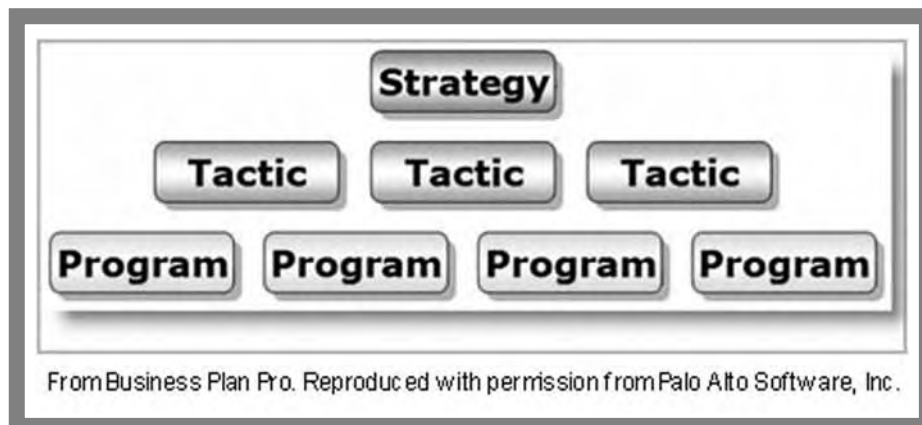 Strategy
Tactic Tactic Tactic
Program Program Program Program
From Business Plan Pro. Reproduced with permission from Palo Alto Software, Inc.